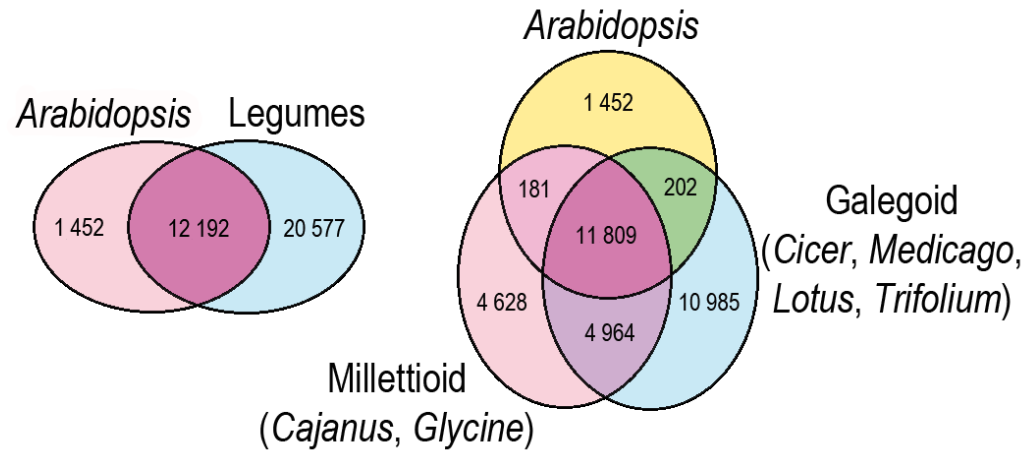 Arabidopsis
Legumes
1 452
12 192
20 577
Arabidopsis
1 452
181
202
11 809
4 628
4 964
10 985
Galegoid
(Cicer, Medicago,
Lotus, Trifolium)
Millettioid
(Cajanus, Glycine)